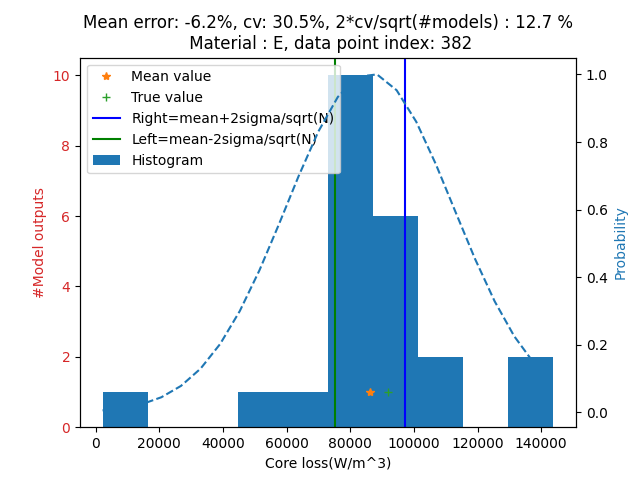 Mean error: -6.2%, cv: 30.5%, 2*cv/sqrt(#models) : 12.7 %
Material : E, data point index: 382
Mean value
True value
Right=mean+2sigma/sqrt(N)
Left=mean-2sigma/sqrt(N)
Histogram
#Model outputs
10
8
6
4
2
0
1.0
0.8
0.6
0.4
0.2
0.0
Probability
0 20000 40000 60000 80000 100000 120000 140000
Core loss(W/m^3)